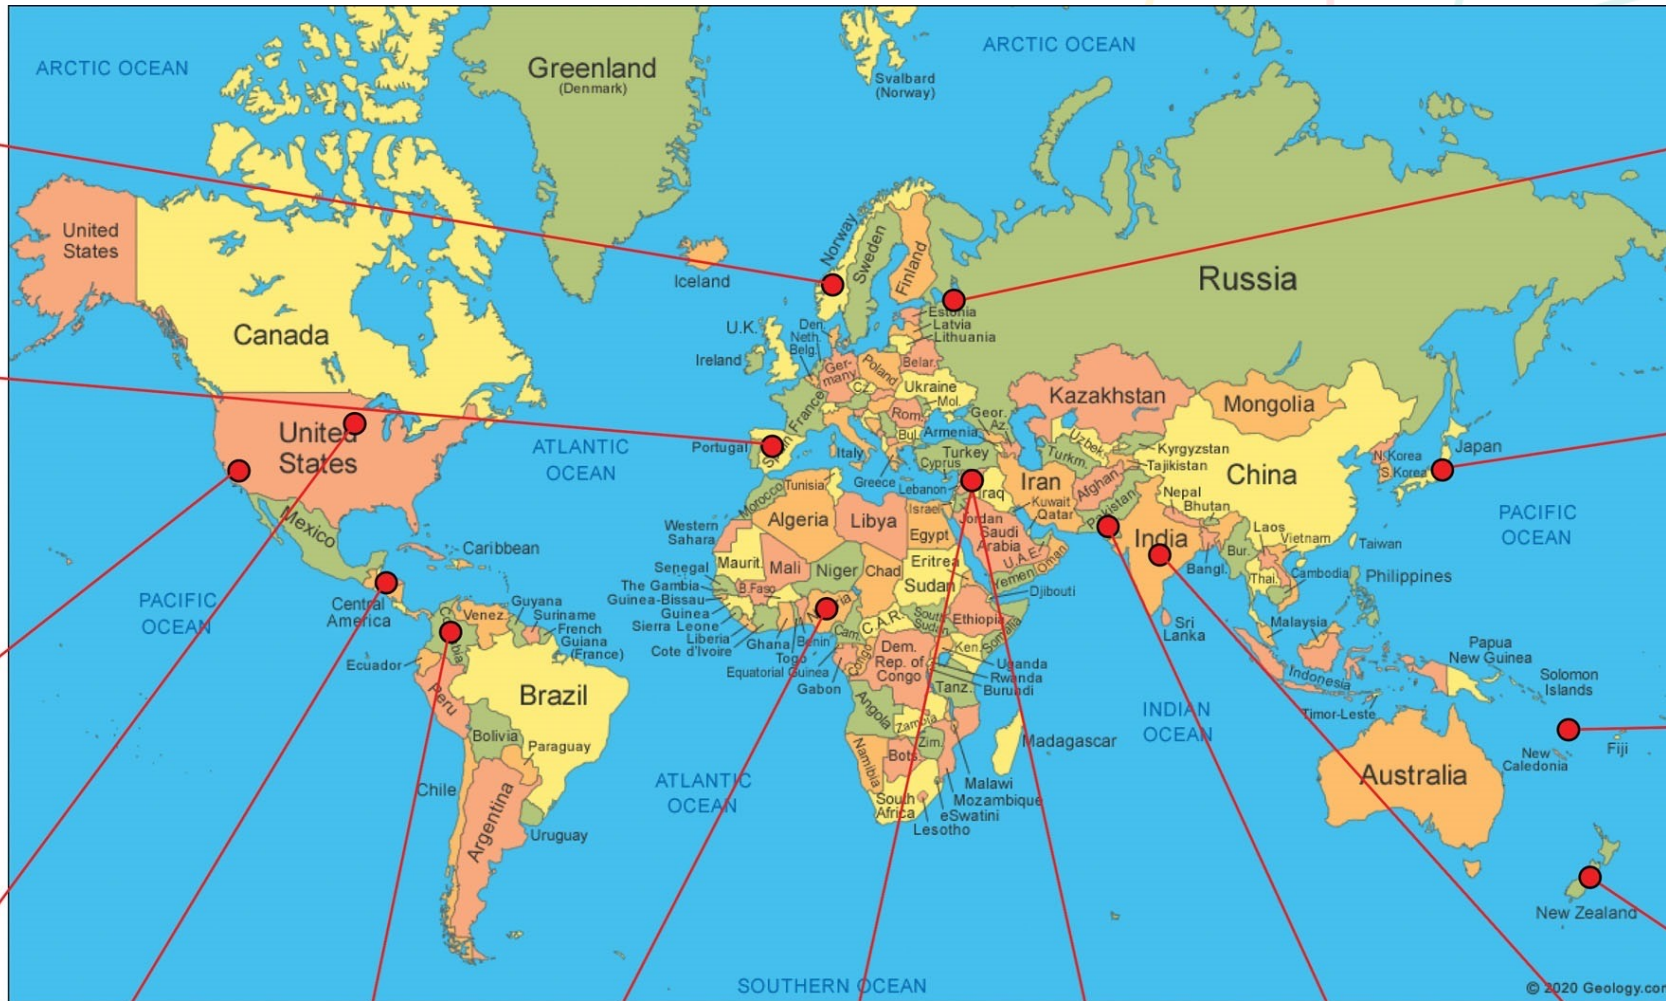 ARCTIC OCEAN
Greenland
(Denmark)
ARCTIC OCEAN
Svalbard
(Norway)
United
States
Canada
Iceland
Norway
Sweden
Finland
Russia
Estonia
Latvia
Lithuania
U.K.
Ireland
Den.
Neth.
Belg.
Ger-
many
Poland
Belar.
Cz.
Ukraine
Mol.
France
Rom.
Bul.
Italy
Greece
Portugal
Spain
Geor.
Az.
Armenia
Turkey
Cyprus
Lebanon
Israel
Iraq
Jordan
Kazakhstan
Uzbek.
Turkm.
Kyrgyzstan
Tajikistan
Mongolia
China
N. Korea
S. Korea
Japan
United
States
ATLANTIC
OCEAN
Mexico
Caribbean
Central
America
PACIFIC
OCEAN
Morocco
Tunisia
Algeria
Libya
Egypt
Western
Sahara
Maurit.
Mali
Niger
Chad
Sudan
Eritrea
Senegal
The Gambia
Guinea-Bissau
Guinea
Sierra Leone
Liberia
Cote d'Ivoire
B.Faso
Ghana
Togo
Benin
Nigeria
Equatorial Guinea
Gabon
Cam.
C.A.R.
South
Sudan
Ethiopia
Somalia
Djibouti
Congo
Dem.
Rep. of
Congo
Ken.
Uganda
Rwanda
Burundi
Tanz.
Angola
Zambia
Zim.
Namibia
Bots.
South
Africa
Madagascar
Malawi
Mozambique
eSwatini
Lesotho
Iran
Kuwait
Qatar
Saudi
Arabia
U.A.E.
Oman
Yemen
Afghan.
Pakistan
India
Nepal
Bhutan
Bangl.
Sri
Lanka
Bur.
Laos
Vietnam
Thai.
Cambodia
Taiwan
Philippines
Malaysia
Indonesia
Timor-Leste
Papua
New Guinea
Solomon
Islands
PACIFIC
OCEAN
INDIAN
OCEAN
Colombia
Venez.
Guyana
Suriname
French
Guiana
(France)
Ecuador
Peru
Brazil
Bolivia
Paraguay
Chile
Argentina
Uruguay
ATLANTIC
OCEAN
Australia
New
Caledonia
Fiji
New Zealand
SOUTHERN OCEAN
© 2020 Geology.com